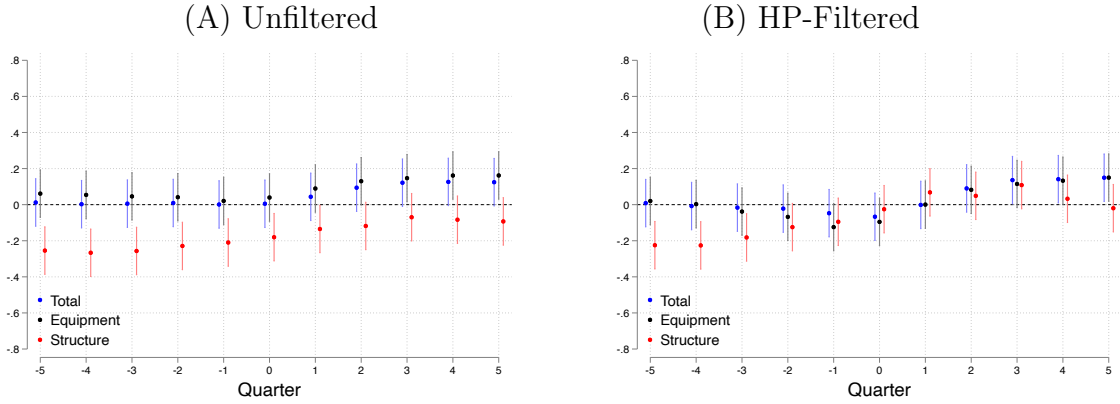 (A) Unfiltered
.8
.6
.4
.2
0
-.2
-.4
-.6
-.8
Total
Equipment
Structure
-5 -4 -3 -2 -1 0 1 2 3 4 5
Quarter
(B) HP-Filtered
.8
.6
.4
.2
0
-.2
-.4
-.6
-.8
Total
Equipment
Structure
-5 -4 -3 -2 -1 0 1 2 3 4 5
Quarter